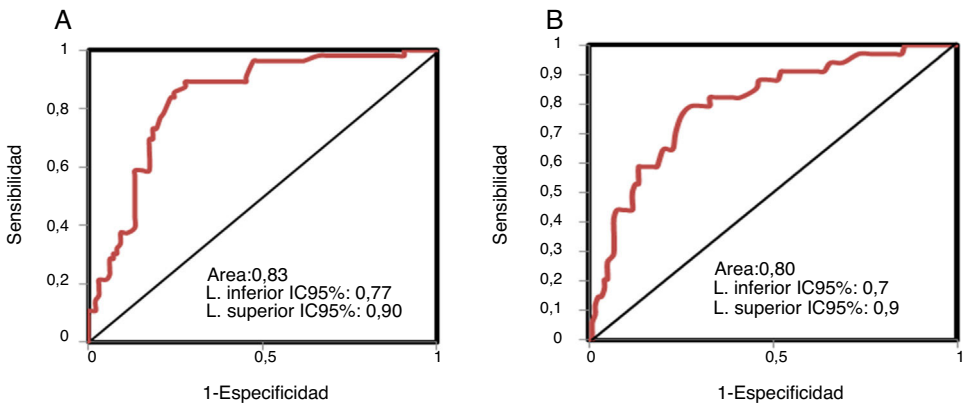 A
Sensibilidad
1
0,8
0,6
0,4
0,2
0
Area:0,83
L. inferior IC95%: 0,77
L. superior IC95%: 0,90
0
0,5
1
1-Especificidad
B
Sensibilidad
1
0,9
0,8
0,7
0,6
0,5
0,4
0,3
0,2
0,1
0
Area:0,80
L. inferior IC95%: 0,7
L. superior IC95%: 0,9
0
0,5
1
1-Especificidad